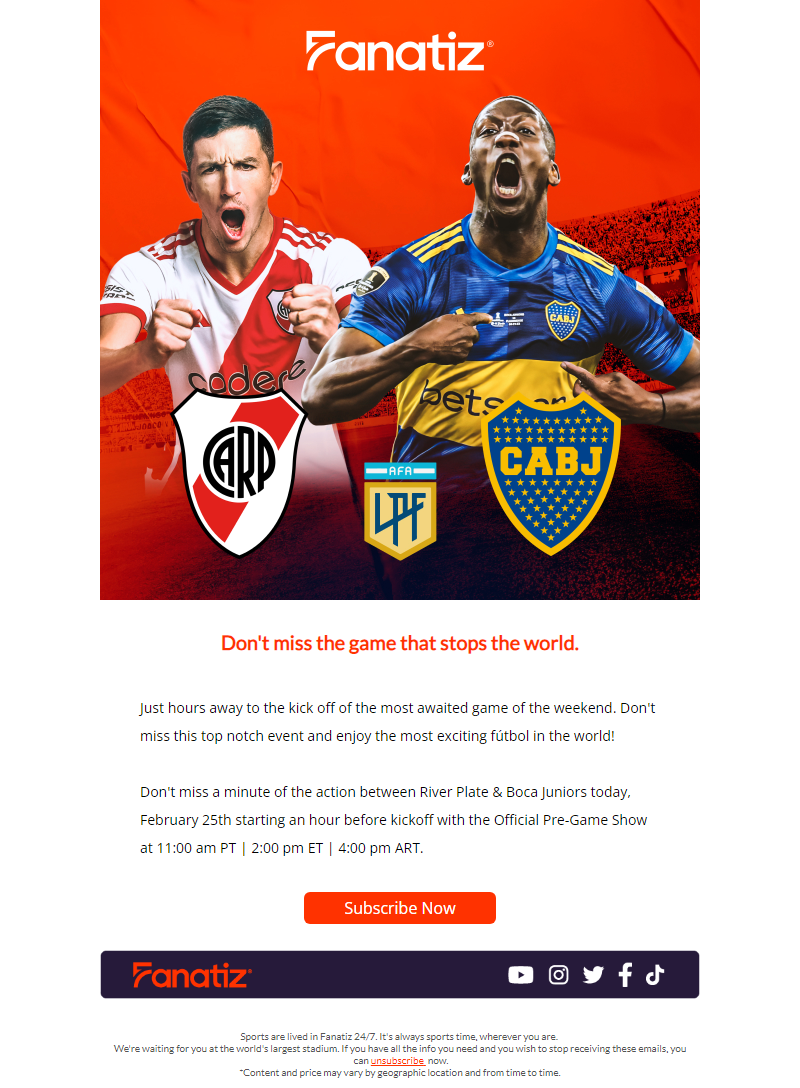 Fanatiz®
codere
CABJ
bets
CARP
AFA
LPF
CABJ
Don't miss the game that stops the world.
Just hours away to the kick off of the most awaited game of the weekend. Don't
miss this top notch event and enjoy the most exciting fútbol in the world!
Don't miss a minute of the action between River Plate & Boca Juniors today,
February 25th starting an hour before kickoff with the Official Pre-Game Show
at 11:00 am PT | 2:00 pm ET | 4:00 pm ART.
Subscribe Now
Fanatiz®
Sports are lived in Fanatiz 24/7. It's always sports time, wherever you are.
We're waiting for you at the world's largest stadium. If you have all the info you need and you wish to stop receiving these emails, you
can unsubscribe now.
*Content and price may vary by geographic location and from time to time.